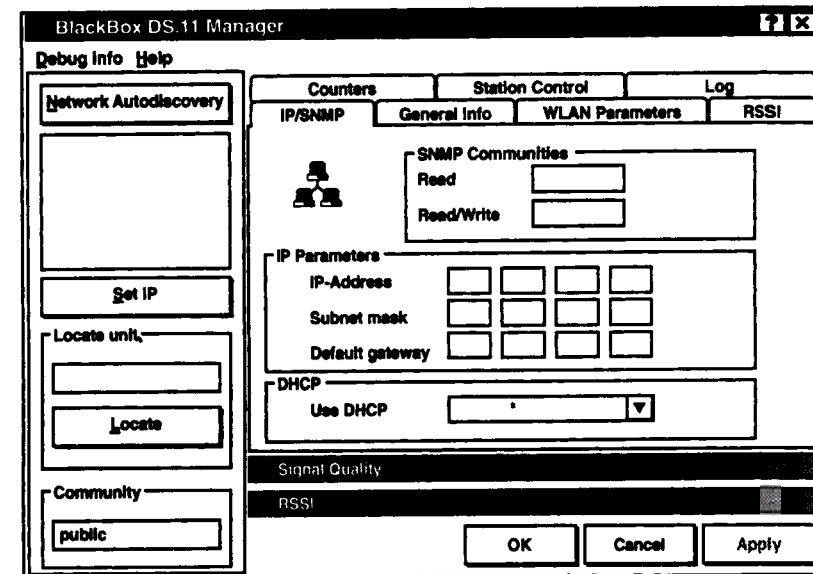 BlackBox DS.11 Manager
? ×
Debug Info Help
Network Autodiscovery
Set IP
Locate unit,
Locate
Community
public
Counters Station Control Log
IP/SNMP General Info WLAN Parameters RSSI
SNMP Communities
Read
Read/Write
IP Parameters
IP-Address
Subnet mask
Default gateway
DHCP
Use DHCP
Signal Quality
RSSI
OK Cancel Apply